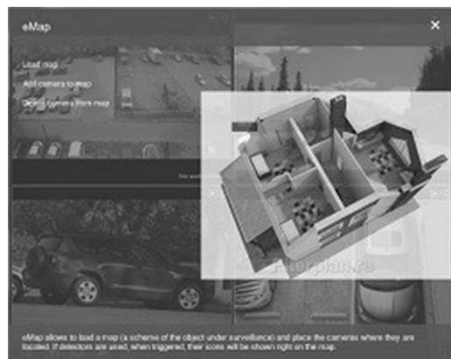 eMap
Load map
Add camera to map
Delete camera from map
eMap allows to load a map (a scheme of the object under surveillance) and place the cameras where they are
located. If detectors are used, when triggered, their icons will be shown right on the map.